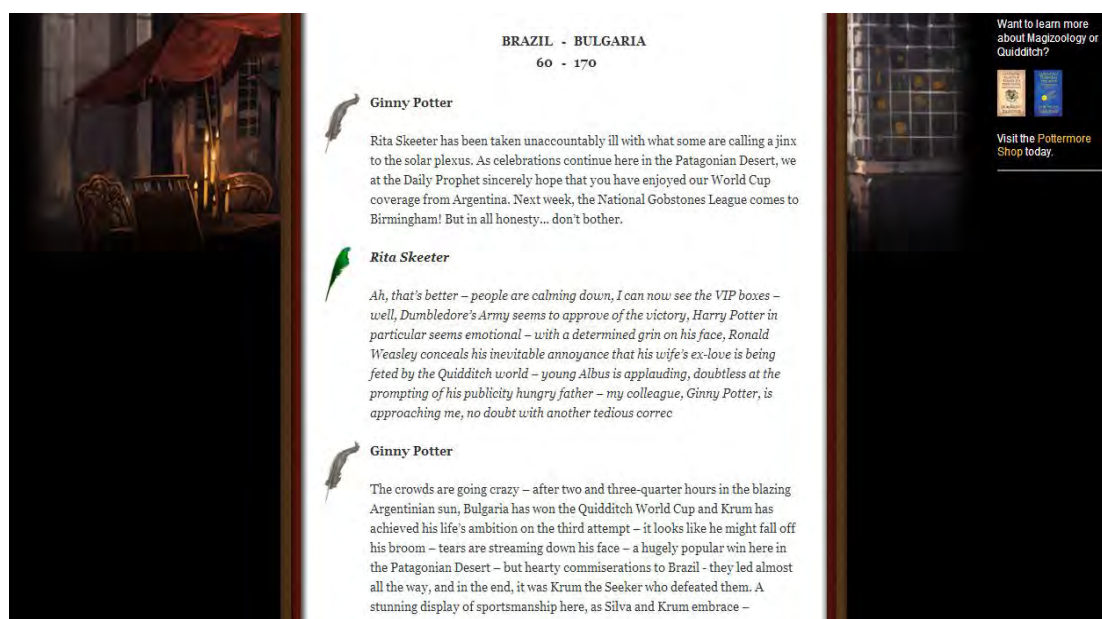 BRAZIL - BULGARIA
60 - 170
Ginny Potter
Rita Skeeter has been taken unaccountably ill with what some are calling a jinx
to the solar plexus. As celebrations continue here in the Patagonian Desert, we
at the Daily Prophet sincerely hope that you have enjoyed our World Cup
coverage from Argentina. Next week, the National Gobstones League comes to
Birmingham! But in all honesty... don't bother.
Rita Skeeter
Ah, that's better – people are calming down, I can now see the VIP boxes –
well, Dumbledore's Army seems to approve of the victory, Harry Potter in
particular seems emotional – with a determined grin on his face, Ronald
Weasley conceals his inevitable annoyance that his wife's ex-love is being
feted by the Quidditch world – young Albus is applauding, doubtless at the
prompting of his publicity hungry father – my colleague, Ginny Potter, is
approaching me, no doubt with another tedious correc
Ginny Potter
The crowds are going crazy – after two and three-quarter hours in the blazing
Argentinian sun, Bulgaria has won the Quidditch World Cup and Krum has
achieved his life's ambition on the third attempt – it looks like he might fall off
his broom – tears are streaming down his face – a hugely popular win here in
the Patagonian Desert – but hearty commiserations to Brazil - they led almost
all the way, and in the end, it was Krum the Seeker who defeated them. A
stunning display of sportsmanship here, as Silva and Krum embrace –
Want to learn more
about Magizoology or
Quidditch?
Visit the Pottermore
Shop today.